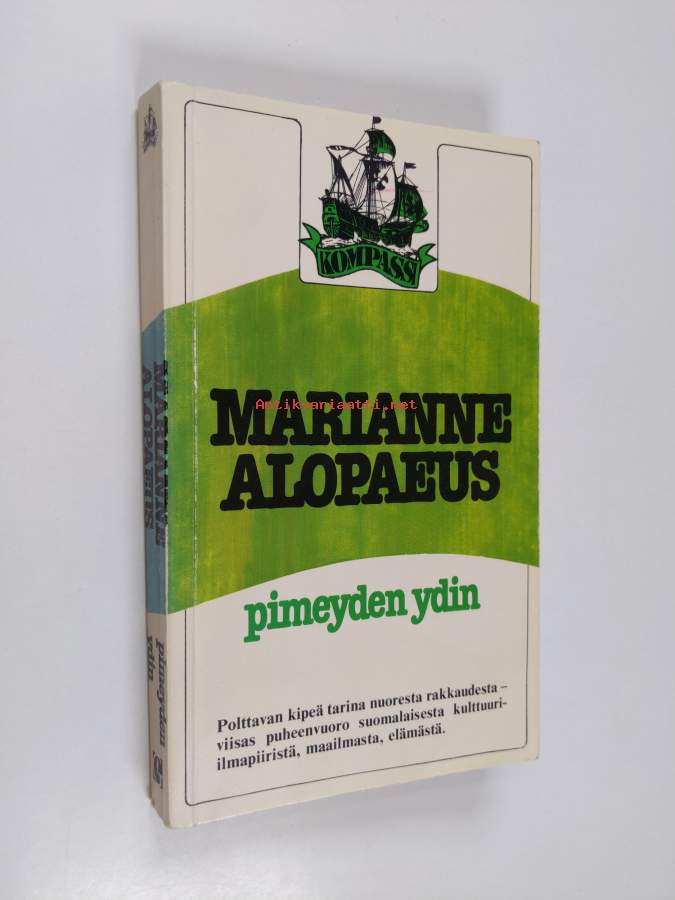 KOMPASSI
MARIANNE
ALOPAEUS
Antikvariaatti.net
pimeyden ydin
Polttavan kipeä tarina nuoresta rakkaudesta –
viisas puheenvuoro suomalaisesta kulttuuri-
ilmapiiristä, maailmasta, elämästä.
MARIANNE
ALOPAEUS
pimeyden
ydin